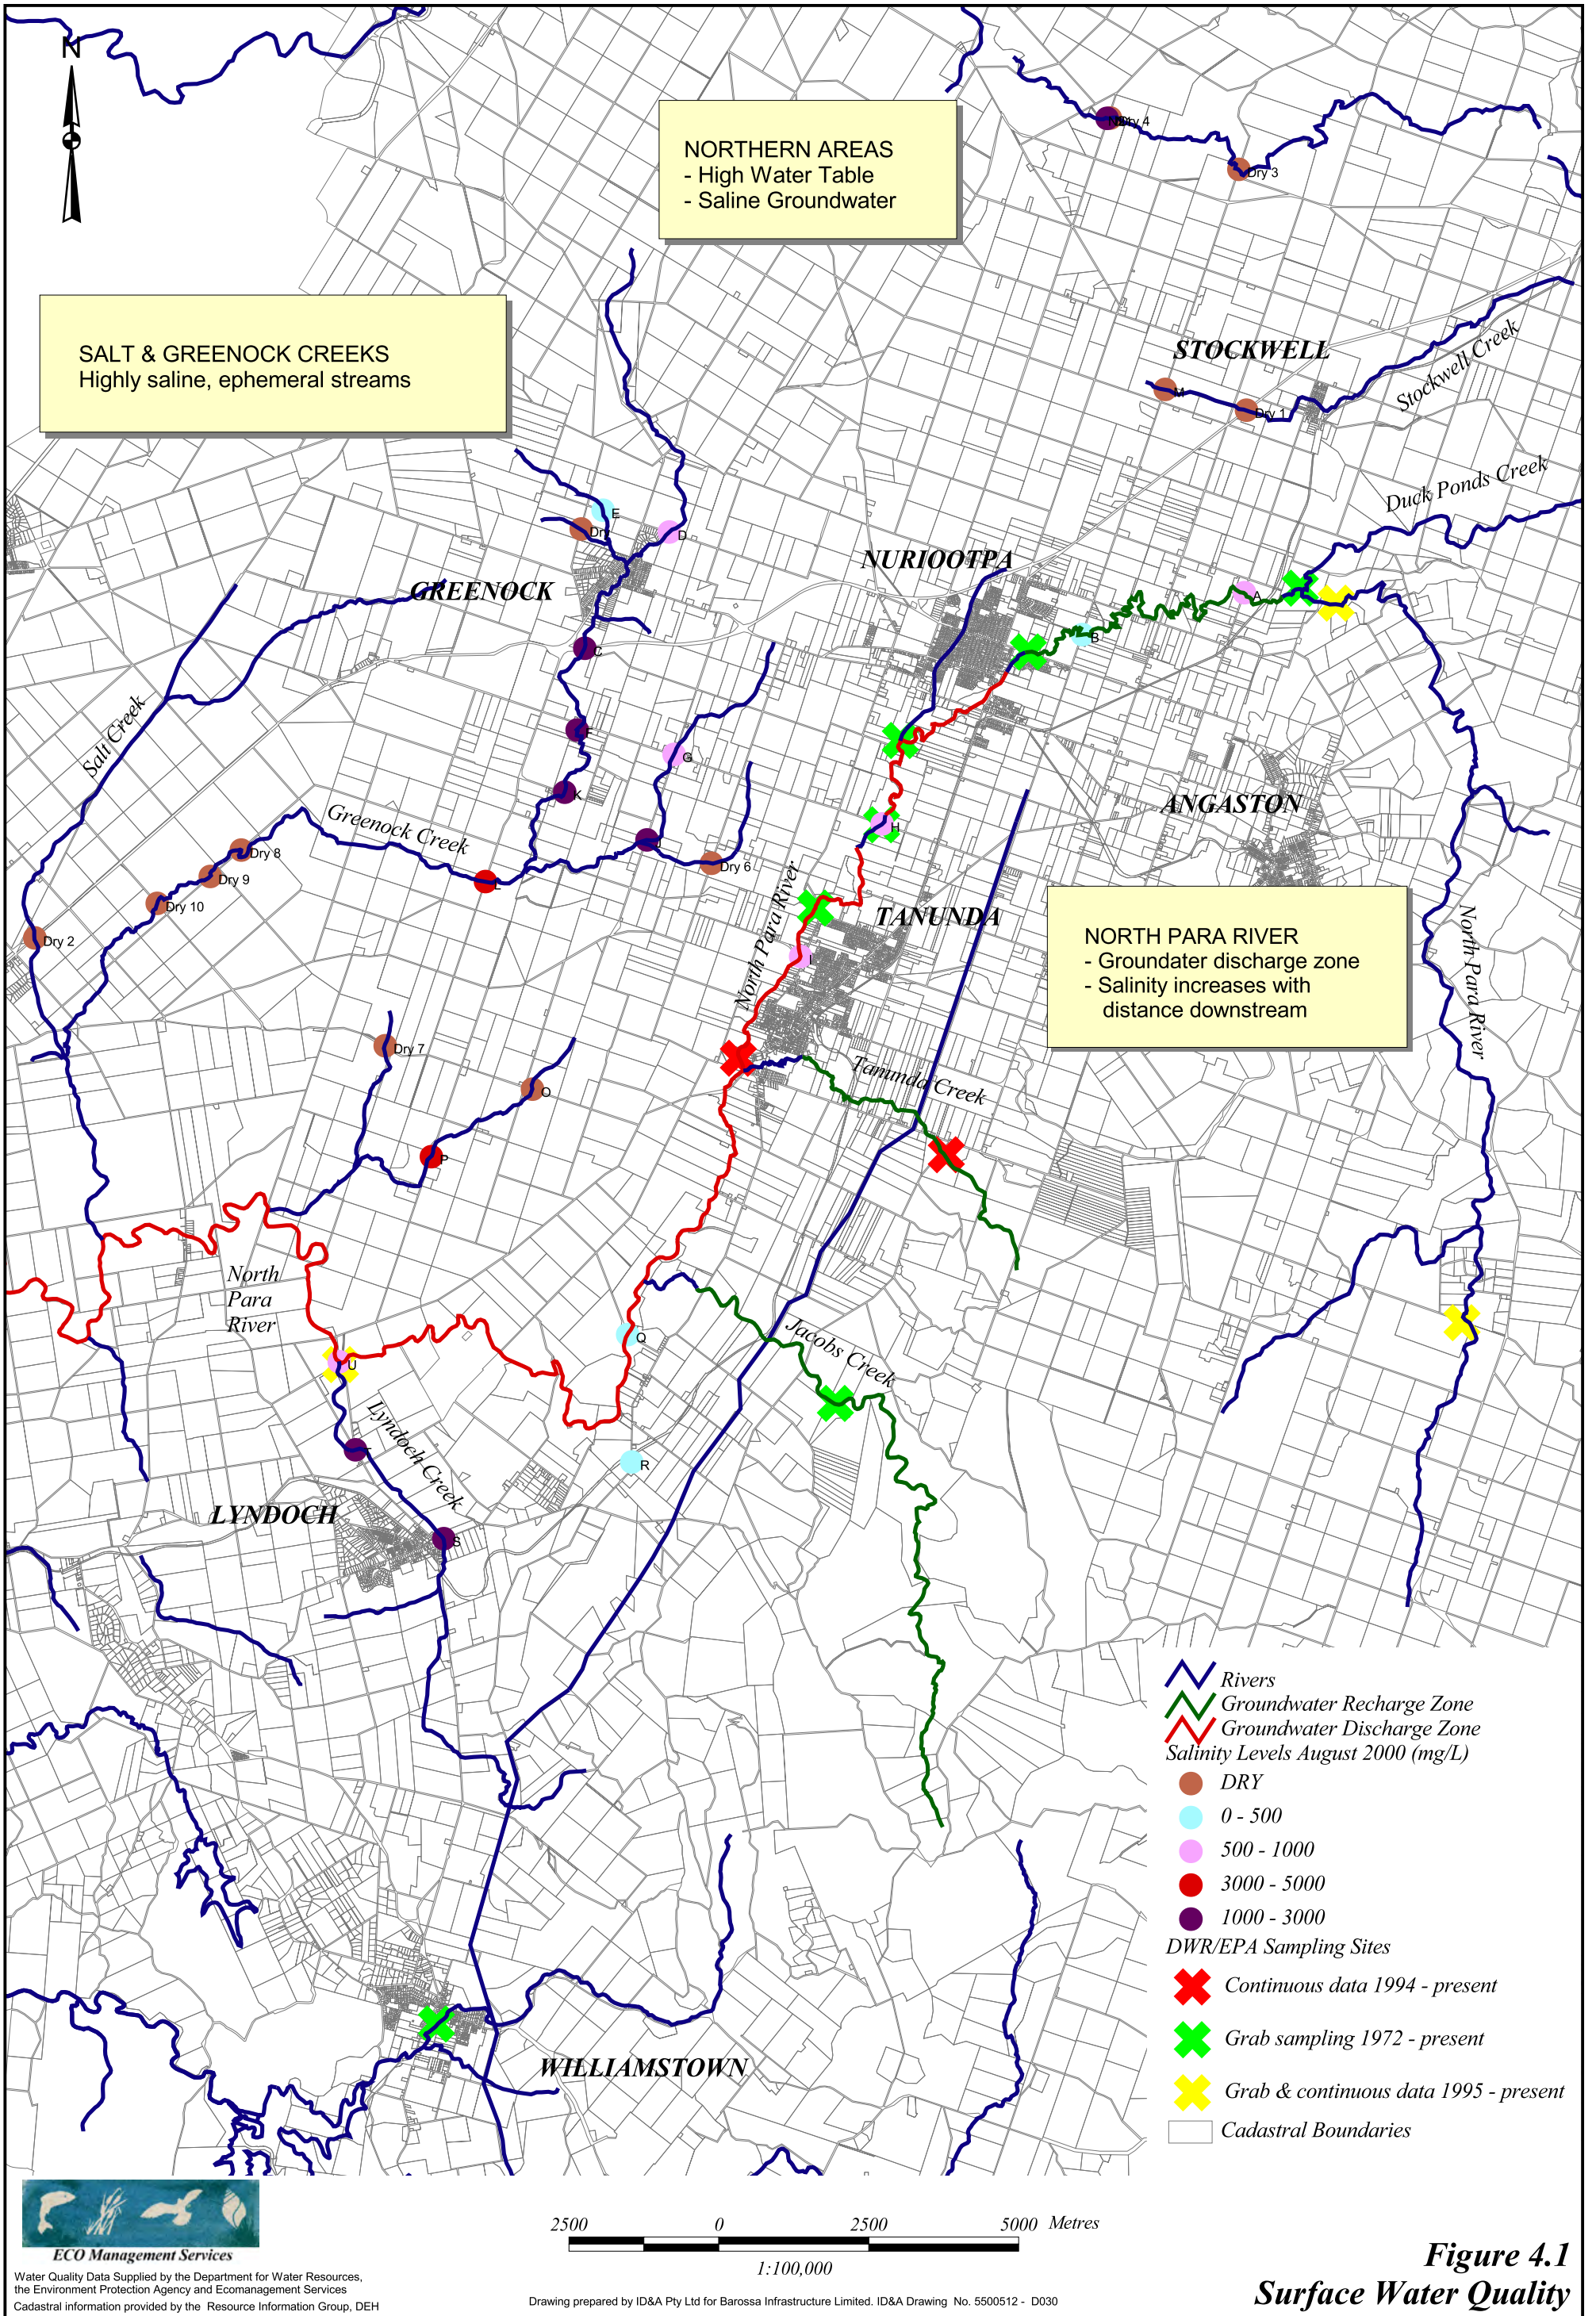 N
NORTHERN AREAS
- High Water Table
- Saline Groundwater
Dry 4
Dry 3
SALT & GREENOCK CREEKS
Highly saline, ephemeral streams
STOCKWELL
Stockwell Creek
M
Dry 1
Duck Ponds Creek
E
Dry
D
NURIOOTPA
GREENOCK
A
B
C
Salt Creek
F
G
K
ANGASTON
H
Greenock Creek
J
Dry 8
Dry 6
Dry 9
L
Dry 10
North Para River
TANUNDA
Dry 2
I
NORTH PARA RIVER
- Groundater discharge zone
- Salinity increases with
distance downstream
North Para River
Dry 7
Tanunda Creek
O
P
North
Para
River
Q
Jacobs Creek
U
Lyndoch Creek
T
R
LYNDOCH
S
Rivers
Groundwater Recharge Zone
Groundwater Discharge Zone
Salinity Levels August 2000 (mg/L)
DRY
0 - 500
500 - 1000
3000 - 5000
1000 - 3000
DWR/EPA Sampling Sites
Continuous data 1994 - present
Grab sampling 1972 - present
Grab & continuous data 1995 - present
Cadastral Boundaries
WILLIAMSTOWN
ECO Management Services
Water Quality Data Supplied by the Department for Water Resources,
the Environment Protection Agency and Ecomanagement Services
Cadastral information provided by the Resource Information Group, DEH
2500 0 2500 5000 Metres
1:100,000
Drawing prepared by ID&A Pty Ltd for Barossa Infrastructure Limited. ID&A Drawing No. 5500512 - D030
Figure 4.1
Surface Water Quality